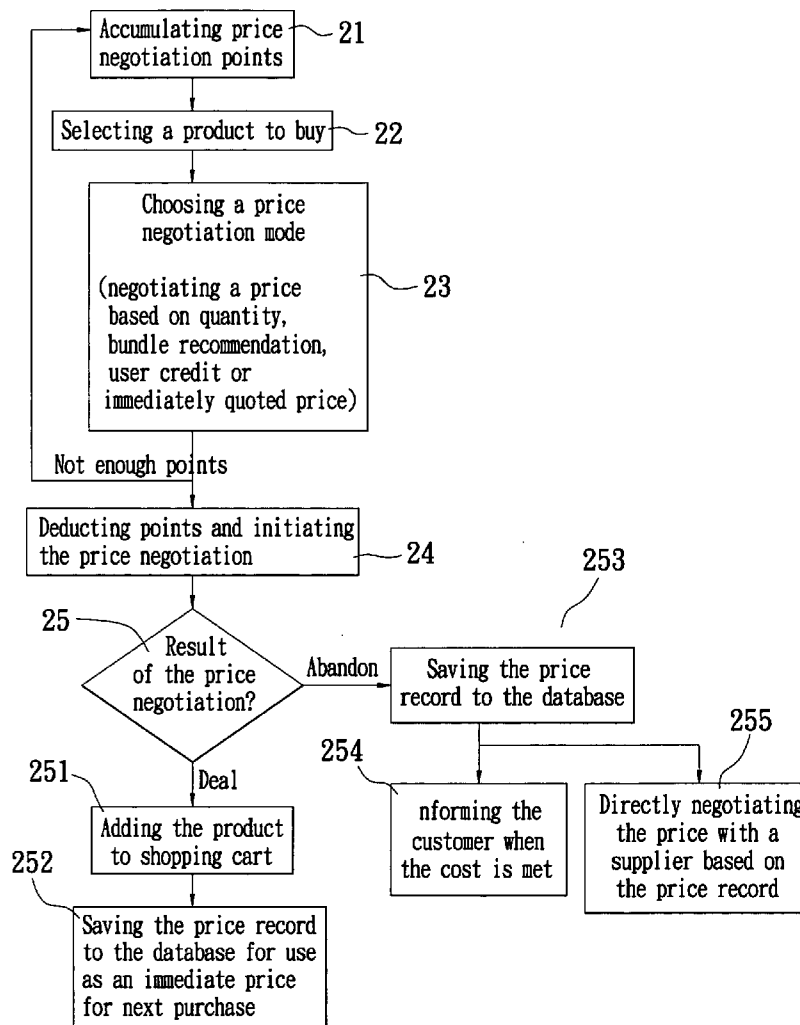 Accumulating price
negotiation points
21
Selecting a product to buy
22
Choosing a price
negotiation mode
(negotiating a price
based on quantity,
bundle recommendation,
user credit or
immediately quoted price)
23
Not enough points
Deducting points and initiating
the price negotiation
24
25
Result
of the price
negotiation?
Abandon
253
Saving the price
record to the database
Deal
254
nforming the
customer when
the cost is met
255
Directly negotiating
the price with a
supplier based on
the price record
251
Adding the product
to shopping cart
252
Saving the price record
to the database for use
as an immediate price
for next purchase